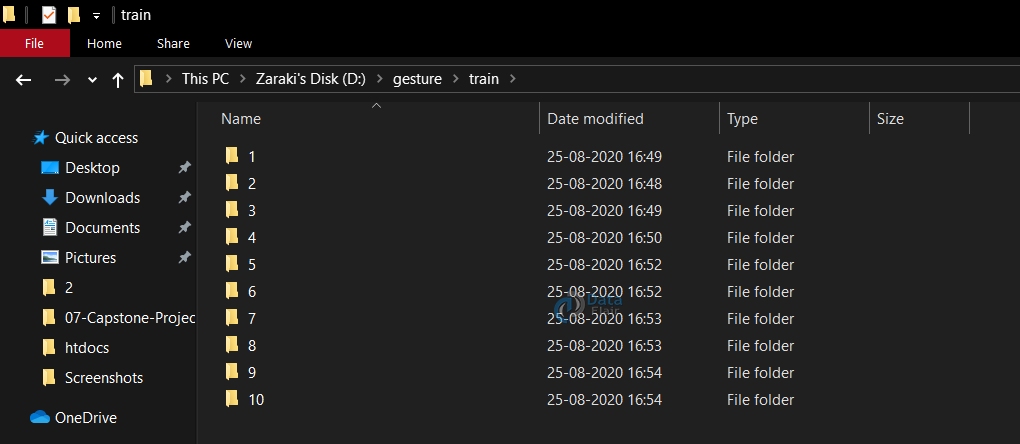 train
File Home Share View
This PC Zaraki's Disk (D:) gesture train
Name Date modified Type Size
Quick access
Desktop
Downloads
Documents
Pictures
2
07-Capstone-Projec
htdocs
Screenshots
OneDrive
1 25-08-2020 16:49 File folder
2 25-08-2020 16:48 File folder
3 25-08-2020 16:49 File folder
4 25-08-2020 16:50 File folder
5 25-08-2020 16:52 File folder
6 25-08-2020 16:52 File folder
7 25-08-2020 16:53 File folder
8 25-08-2020 16:53 File folder
9 25-08-2020 16:54 File folder
10 25-08-2020 16:54 File folder
Data
Flair